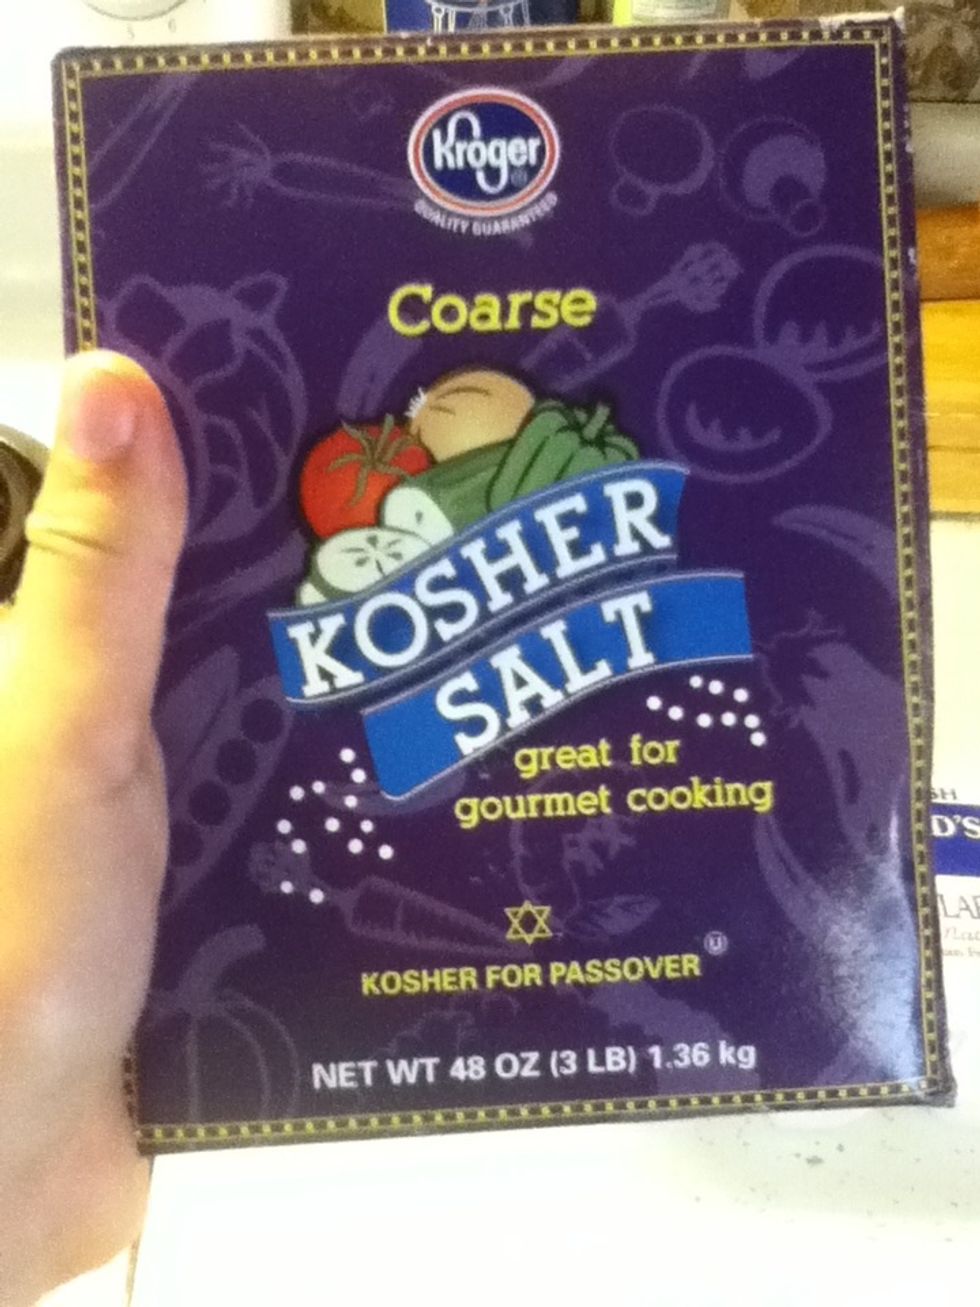 Kroger
QUALITY GUARANTEED
Coarse
KOSHER
SALT
great for
gourmet cooking
U
KOSHER FOR PASSOVER
NET WT 48 OZ (3 LB) 1.36 kg
D'S